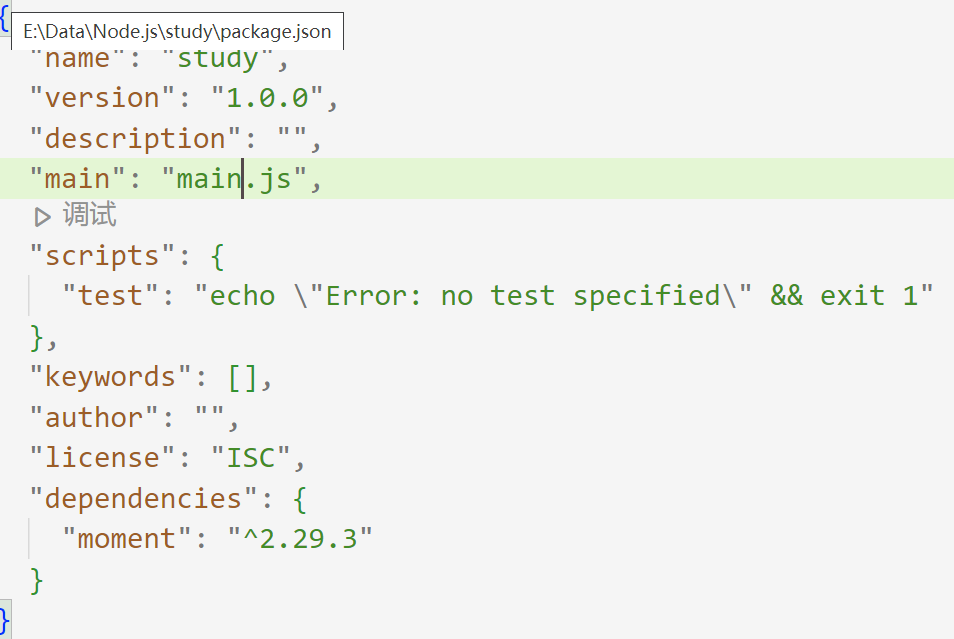 {
E:\Data\Node.js\study\package.json
"name": "study",
"version": "1.0.0",
"description": "",
"main": "main.js",
调试
"scripts": {
"test": "echo \"Error: no test specified\" && exit 1"
},
"keywords": [],
"author": "",
"license": "ISC",
"dependencies": {
"moment": "^2.29.3"
}
}